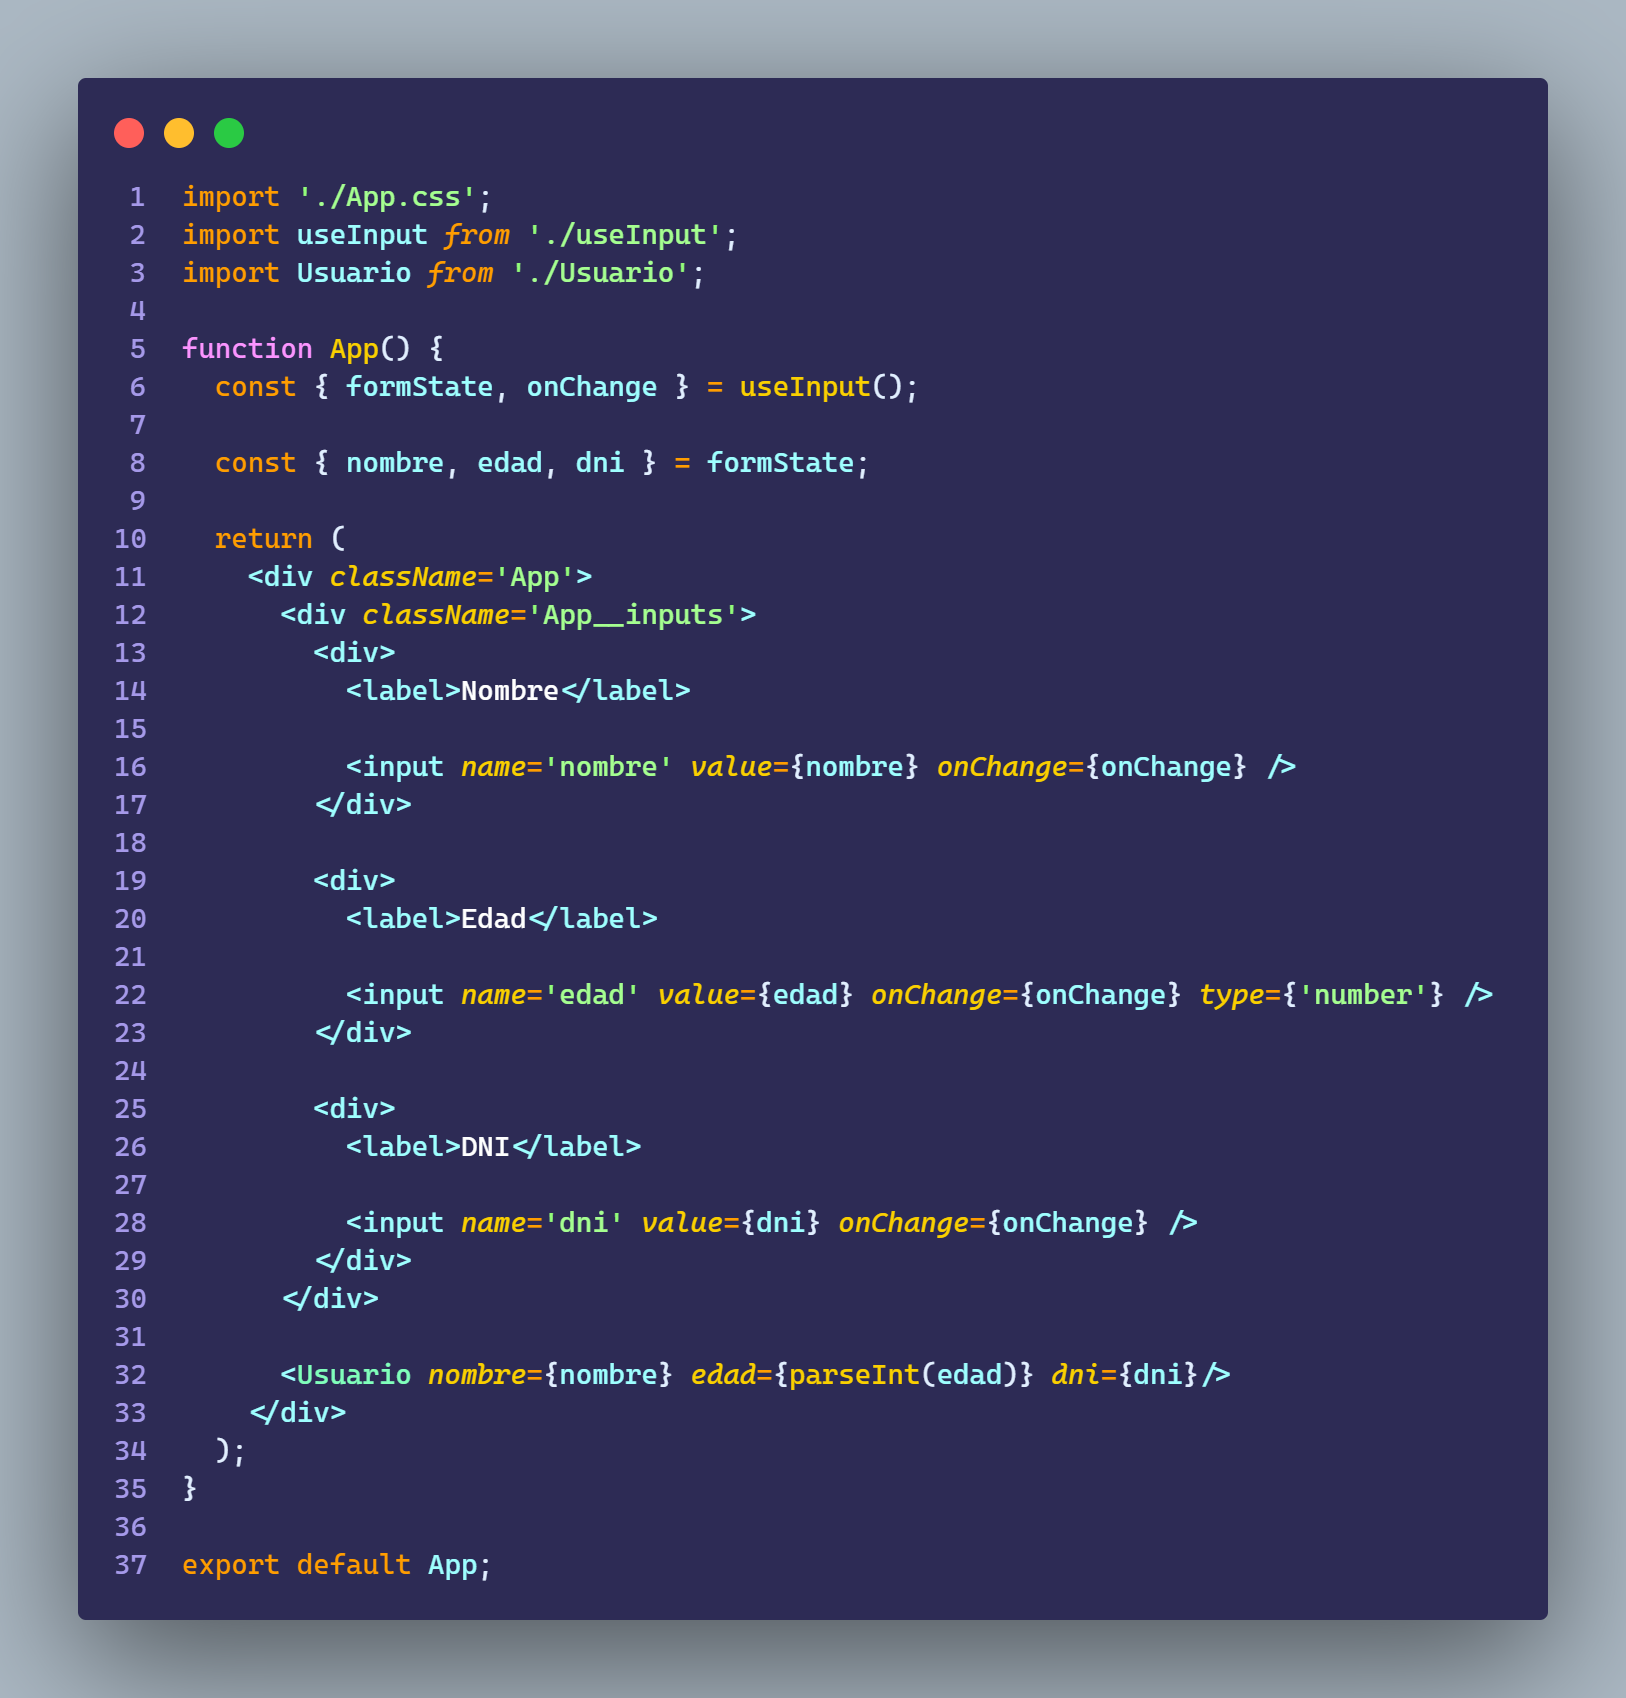 1 import './App.css';
2 import useInput from './useInput';
3 import Usuario from './Usuario';
4
5 function App() {
6   const { formState, onChange } = useInput();
7
8   const { nombre, edad, dni } = formState;
9
10   return (
11     <div className='App'>
12       <div className='App__inputs'>
13         <div>
14           <label>Nombre</label>
15
16           <input name='nombre' value={nombre} onChange={onChange} />
17         </div>
18
19         <div>
20           <label>Edad</label>
21
22           <input name='edad' value={edad} onChange={onChange} type={'number'} />
23         </div>
24
25         <div>
26           <label>DNI</label>
27
28           <input name='dni' value={dni} onChange={onChange} />
29         </div>
30       </div>
31
32       <Usuario nombre={nombre} edad={parseInt(edad)} dni={dni}/>
33     </div>
34   );
35 }
36
37 export default App;